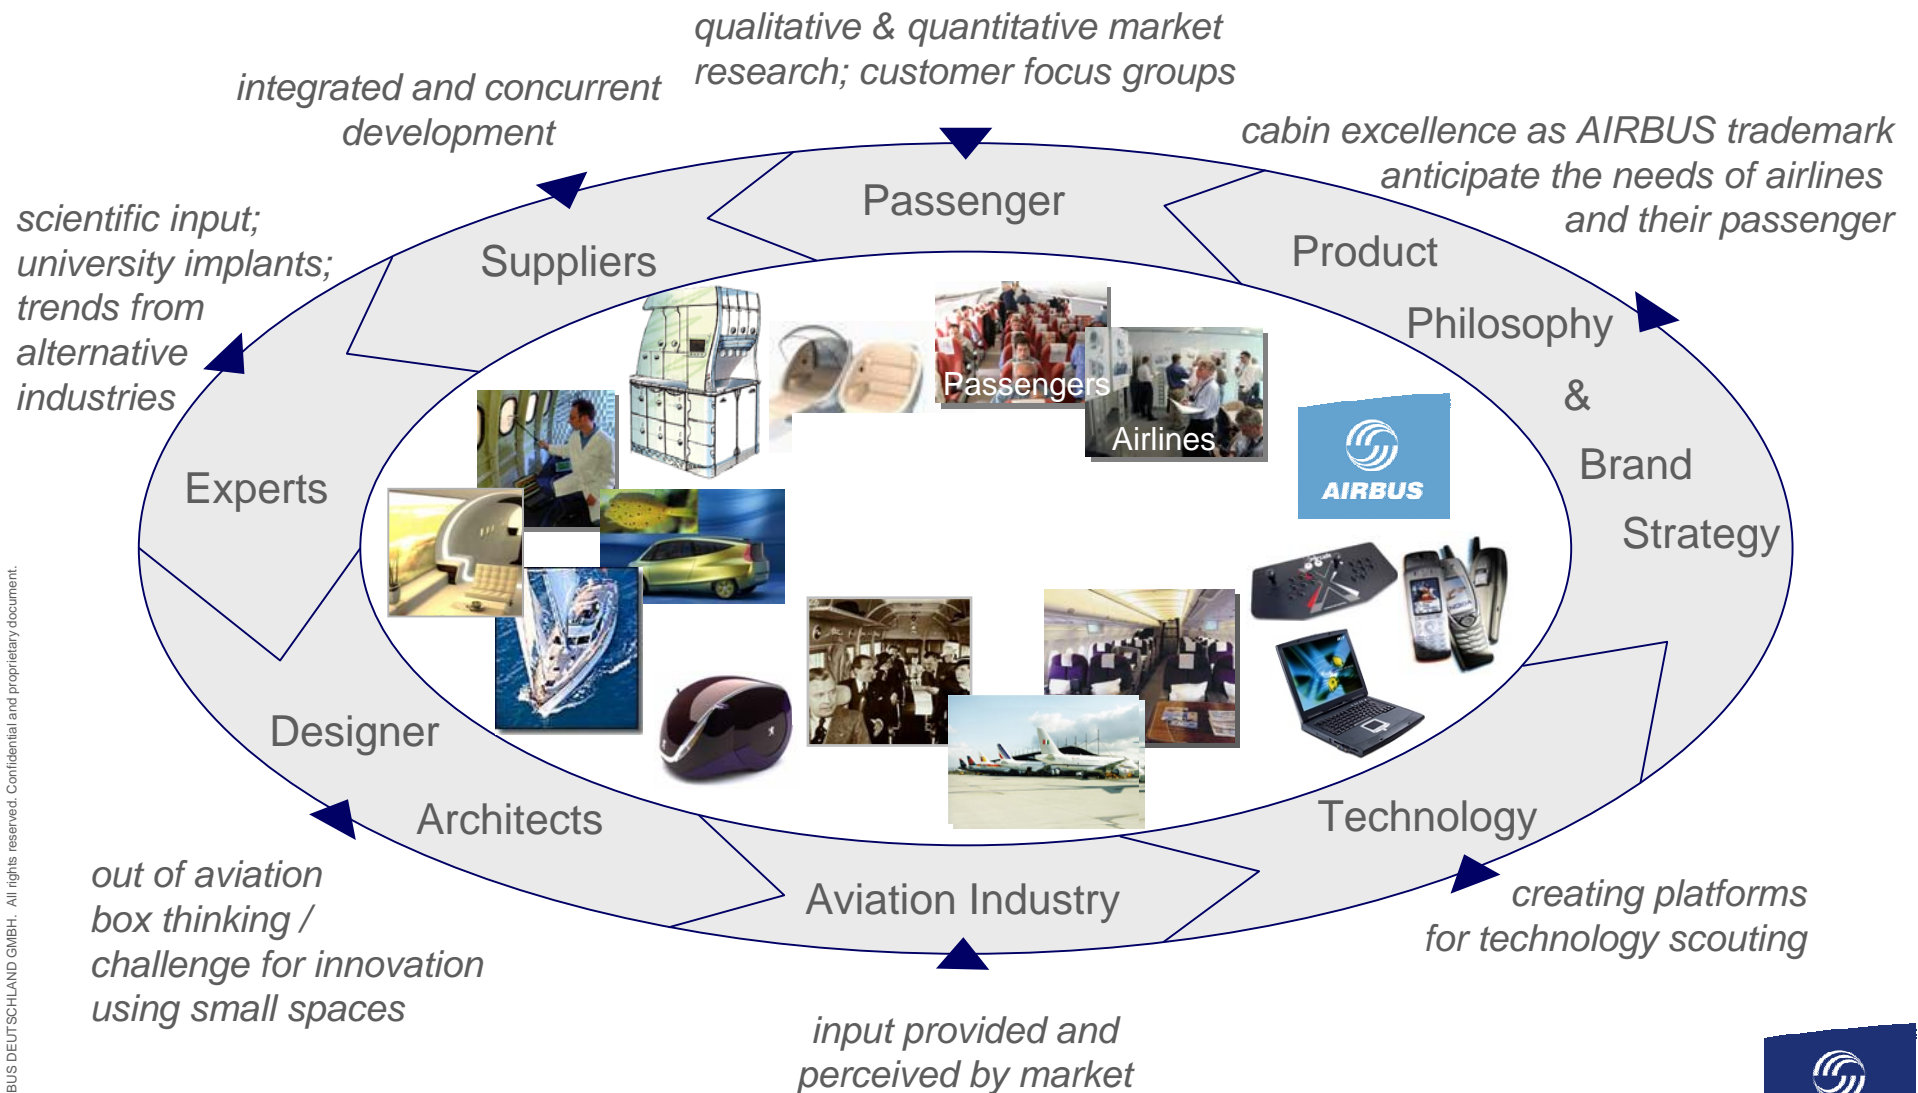 qualitative & quantitative market
research; customer focus groups
integrated and concurrent
development
cabin excellence as AIRBUS trademark
anticipate the needs of airlines
and their passenger
scientific input;
university implants;
trends from
alternative
industries
Passenger
Suppliers
Product
Philosophy
&
Brand
Strategy
Experts
Passengers
Airlines
AIRBUS
NOKIA
Designer
Architects
Aviation Industry
Technology
out of aviation
box thinking /
challenge for innovation
using small spaces
input provided and
perceived by market
creating platforms
for technology scouting
BUS DEUTSCHLAND GMBH. All rights reserved. Confidential and proprietary document.